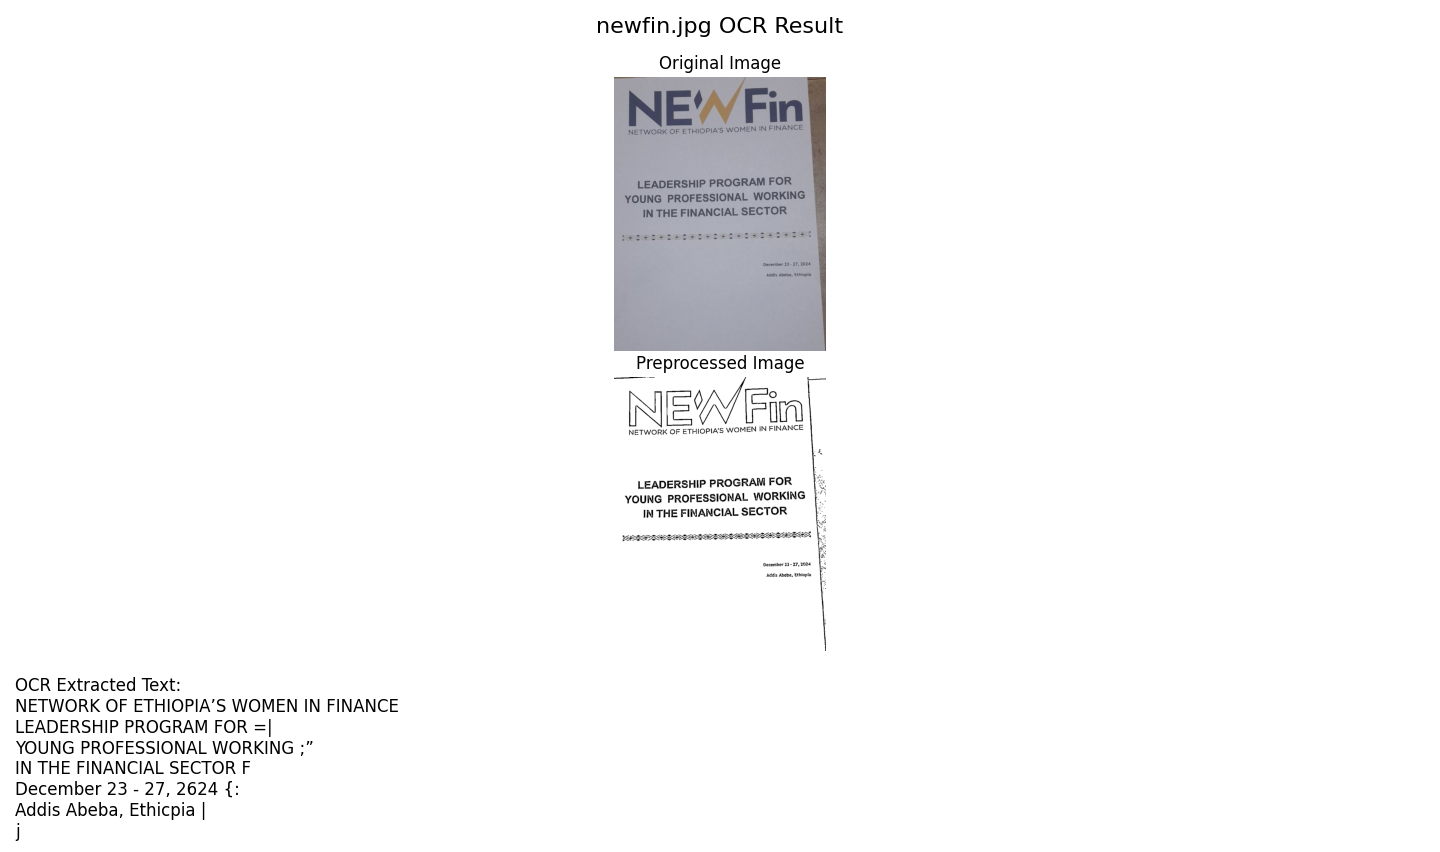 newfin.jpg OCR Result
Original Image
NEWFin
NETWORK OF ETHIOPIA'S WOMEN IN FINANCE
LEADERSHIP PROGRAM FOR
YOUNG PROFESSIONAL WORKING
IN THE FINANCIAL SECTOR
December 23 - 27, 2024
Addis Abeba, Ethiopia
Preprocessed Image
NEWFin
NETWORK OF ETHIOPIA'S WOMEN IN FINANCE
LEADERSHIP PROGRAM FOR
YOUNG PROFESSIONAL WORKING
IN THE FINANCIAL SECTOR
December 23 - 27, 2024
Addis Abeba, Ethiopia
OCR Extracted Text:
NETWORK OF ETHIOPIA’S WOMEN IN FINANCE
LEADERSHIP PROGRAM FOR =|
YOUNG PROFESSIONAL WORKING ;”
IN THE FINANCIAL SECTOR F
December 23 - 27, 2624 {:
Addis Abeba, Ethicpia |
j